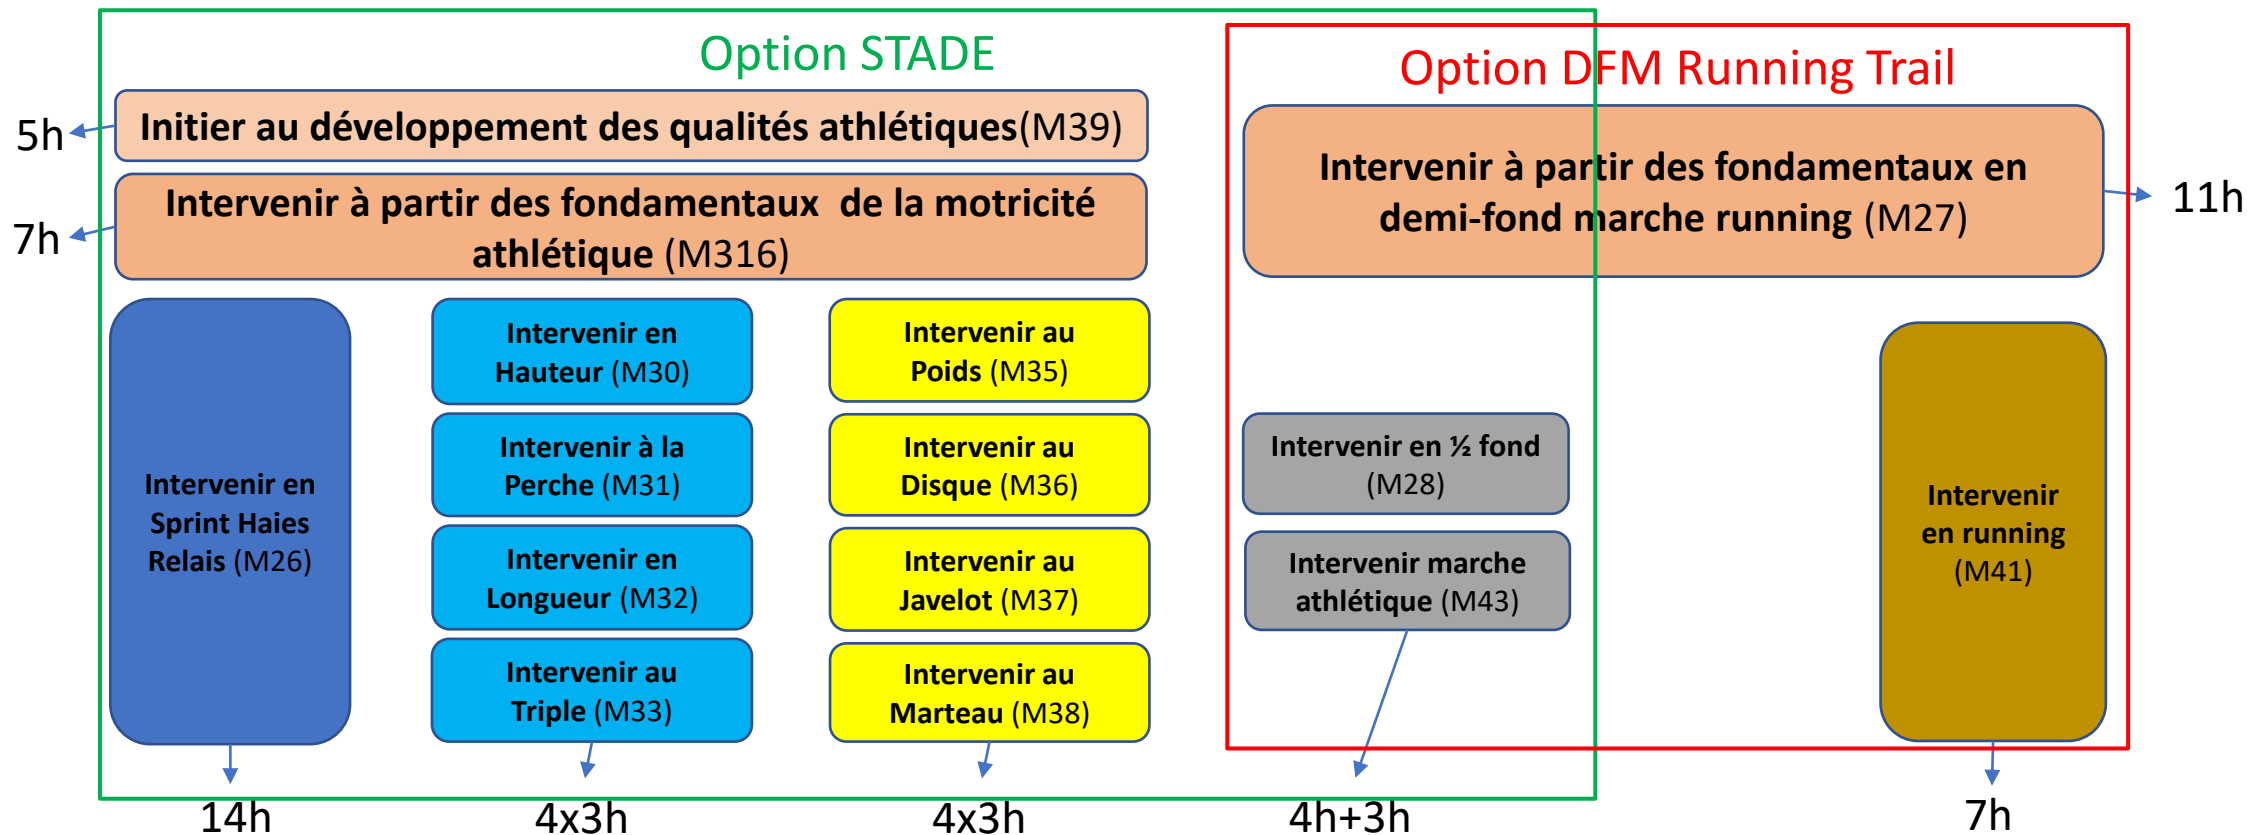 Option STADE
Option DFM Running Trail
5h
Initier au développement des qualités athlétiques(M39)
7h
Intervenir à partir des fondamentaux de la motricité
athlétique (M316)
Intervenir à partir des fondamentaux en
demi-fond marche running (M27)
11h
Intervenir en
Sprint Haies
Relais (M26)
Intervenir en
Hauteur (M30)
Intervenir à la
Perche (M31)
Intervenir en
Longueur (M32)
Intervenir au
Triple (M33)
Intervenir au
Poids (M35)
Intervenir au
Disque (M36)
Intervenir au
Javelot (M37)
Intervenir au
Marteau (M38)
Intervenir en ½ fond
(M28)
Intervenir marche
athlétique (M43)
Intervenir
en running
(M41)
14h
4x3h
4x3h
4h+3h
7h